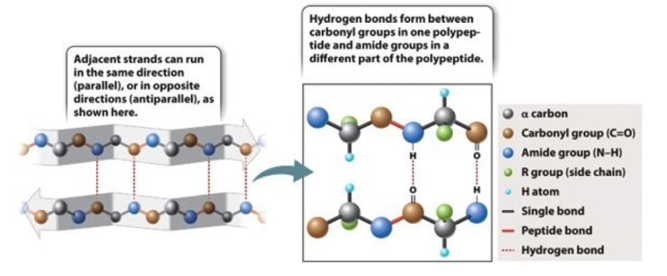 Adjacent strands can run
in the same direction
(parallel), or in opposite
directions (antiparallel), as
shown here.
Hydrogen bonds form between
carbonyl groups in one polypep-
tide and amide groups in a
different part of the polypeptide.
H
O
O
H
α carbon
Carbonyl group (C=O)
Amide group (N–H)
R group (side chain)
H atom
Single bond
Peptide bond
Hydrogen bond